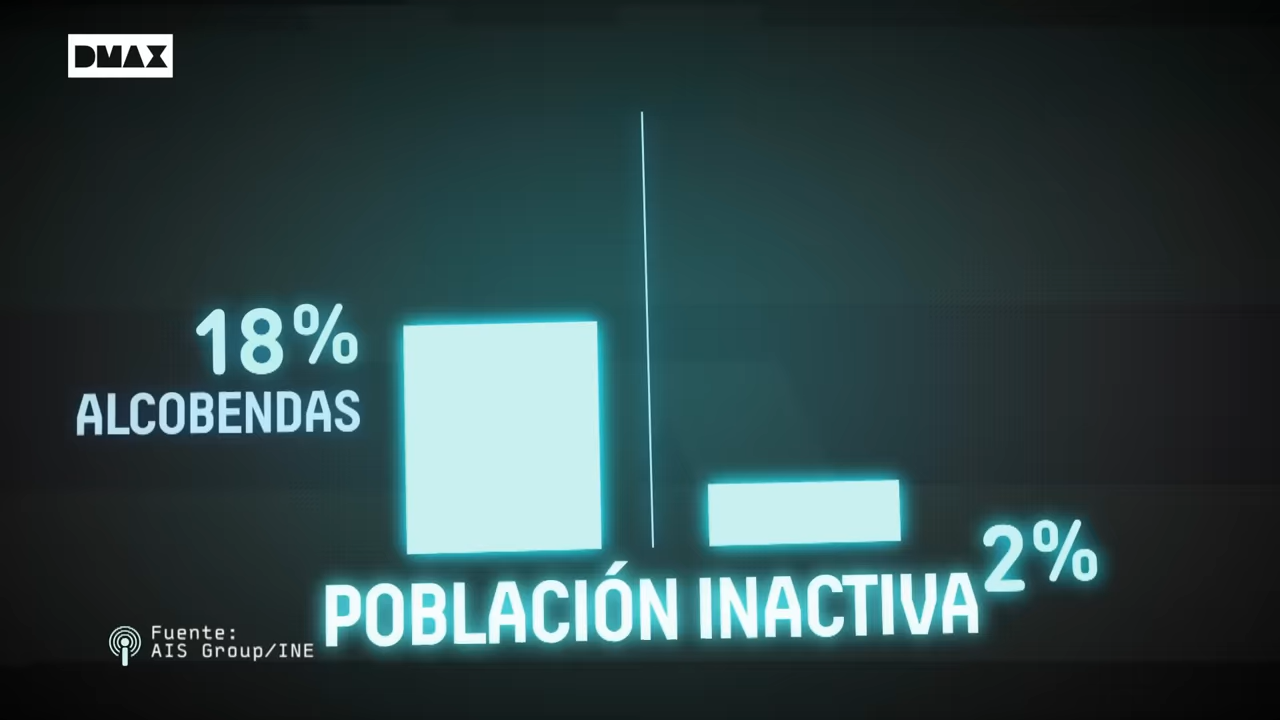 DMAX
18%
ALCOBENDAS
2%
POBLACIÓN INACTIVA
Fuente:
AIS Group/INE